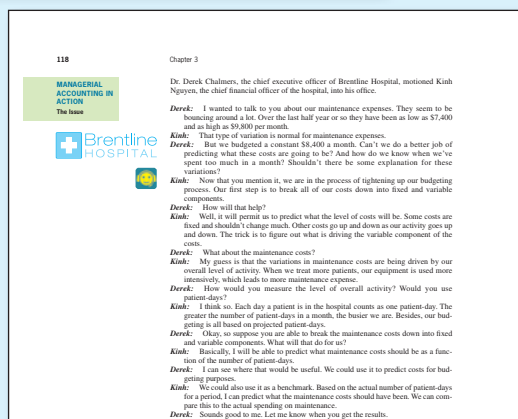 118
Chapter 3
MANAGERIAL
ACCOUNTING IN
ACTION
The Issue
Brentline
HOSPITAL
Dr. Derek Chalmers, the chief executive officer of Brentline Hospital, motioned Kinh
Nguyen, the chief financial officer of the hospital, into his office.
Derek: I wanted to talk to you about our maintenance expenses. They seem to be
bouncing around a lot. Over the last half year or so they have been as low as $7,400
and as high as $9,800 per month.
Kinh: That type of variation is normal for maintenance expenses.
Derek: But we budgeted a constant $8,400 a month. Can't we do a better job of
predicting what these costs are going to be? And how do we know when we've
spent too much in a month? Shouldn't there be some explanation for these
variations?
Kinh: Now that you mention it, we are in the process of tightening up our budgeting
process. Our first step is to break all of our costs down into fixed and variable
components.
Derek: How will that help?
Kinh: Well, it will permit us to predict what the level of costs will be. Some costs are
fixed and shouldn't change much. Other costs go up and down as our activity goes up
and down. The trick is to figure out what is driving the variable component of the
costs.
Derek: What about the maintenance costs?
Kinh: My guess is that the variations in maintenance costs are being driven by our
overall level of activity. When we treat more patients, our equipment is used more
intensively, which leads to more maintenance expense.
Derek: How would you measure the level of overall activity? Would you use
patient-days?
Kinh: I think so. Each day a patient is in the hospital counts as one patient-day. The
greater the number of patient-days in a month, the busier we are. Besides, our bud-
geting is all based on projected patient-days.
Derek: Okay, so suppose you are able to break the maintenance costs down into fixed
and variable components. What will that do for us?
Kinh: Basically, I will be able to predict what maintenance costs should be as a func-
tion of the number of patient-days.
Derek: I can see where that would be useful. We could use it to predict costs for bud-
geting purposes.
Kinh: We could also use it as a benchmark. Based on the actual number of patient-days
for a period, I can predict what the maintenance costs should have been. We can com-
pare this to the actual spending on maintenance.
Derek: Sounds good to me. Let me know when you get the results.